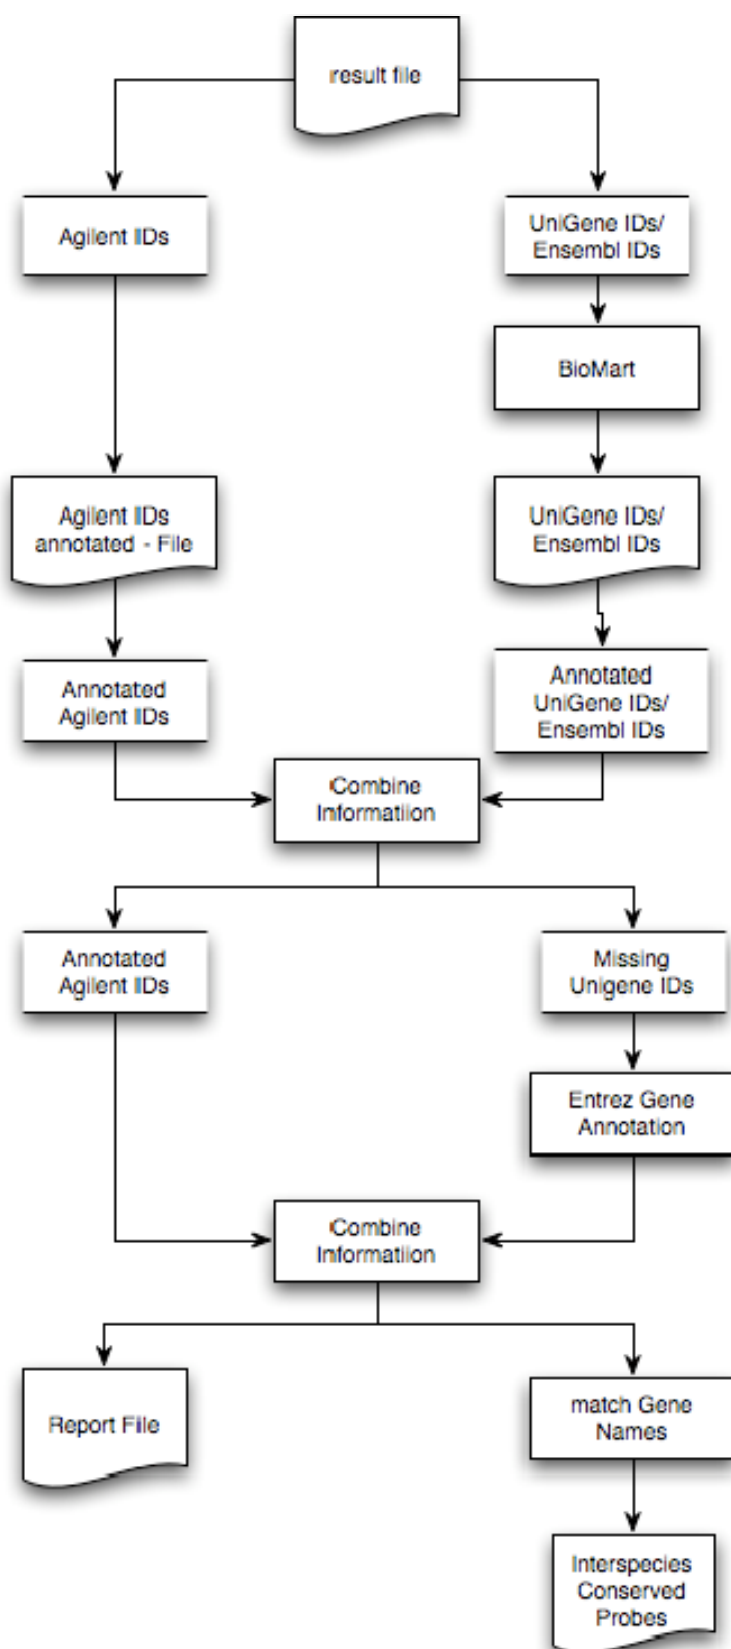 result file
Agilent IDs
UniGene IDs/
Ensembl IDs
BioMart
Agilent IDs
annotated - File
UniGene IDs/
Ensembl IDs
Annotated
Agilent IDs
Annotated
UniGene IDs/
Ensembl IDs
Combine
Informatiion
Annotated
Agilent IDs
Missing
Unigene IDs
Entrez Gene
Annotation
Combine
Informatiion
Report File
match Gene
Names
Interspecies
Conserved
Probes